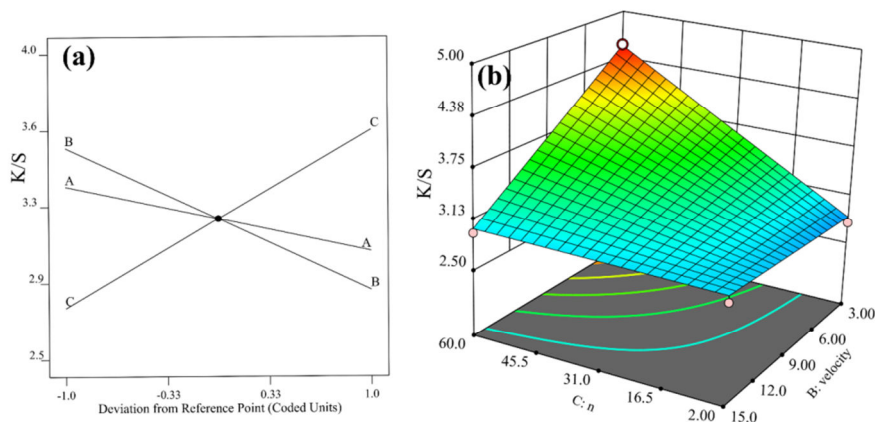 (a)
4.0
3.6
3.3
2.9
2.5
K/S
B
A
C
C
A
B
-1.0
-0.33
0.33
1.0
Deviation from Reference Point (Coded Units)
(b)
5.00
4.38
3.75
3.13
2.50
K/S
60.0
45.5
31.0
16.5
2.00
C: n
3.00
6.00
9.00
12.0
15.0
B: velocity